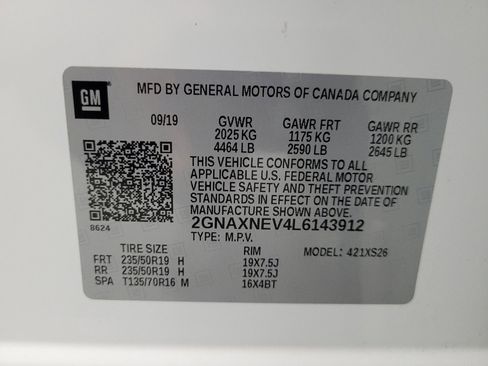 GM
MFD BY GENERAL MOTORS OF CANADA COMPANY
09/19 GVWR GAWR FRT GAWR RR
2025 KG 1175 KG 1200 KG
4464 LB 2590 LB 2645 LB
THIS VEHICLE CONFORMS TO ALL
APPLICABLE U.S. FEDERAL MOTOR
VEHICLE SAFETY AND THEFT PREVENTION
STANDARDS IN EFFECT ON THE DATE OF
MANUFACTURE SHOWN ABOVE.
8624 2GNAXNEV4L6143912
TYPE: M.P.V. MODEL: 421XS26
TIRE SIZE RIM
FRT 235/50R19 H 19X7.5J
RR 235/50R19 H 19X7.5J
SPA T135/70R16 M 16X4BT